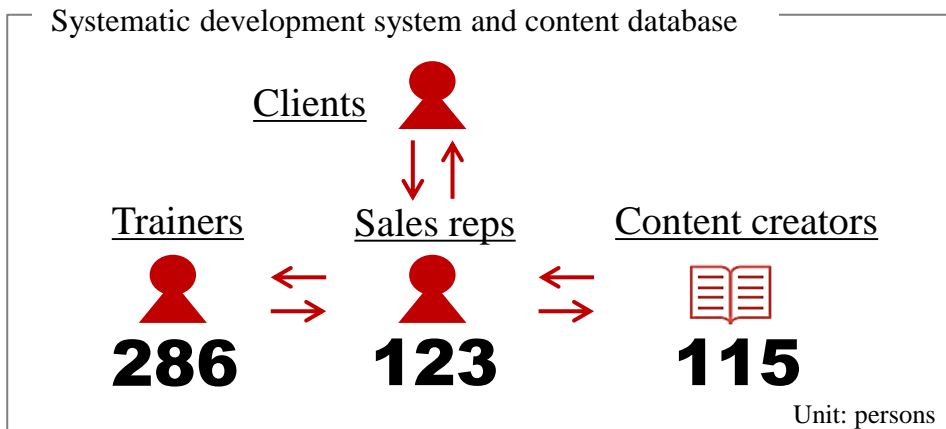 Systematic development system and content database
Clients
Trainers
Sales reps
Content creators
286
123
115
Unit: persons